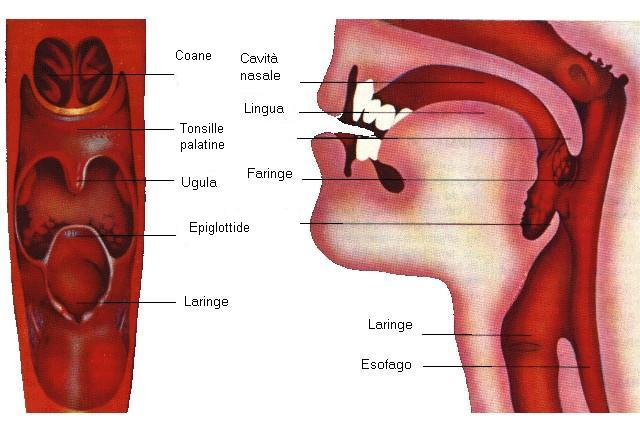 Coane
Cavità
nasale
Lingua
Tonsille
palatine
Ugula
Faringe
Epiglottide
Laringe
Laringe
Esofago